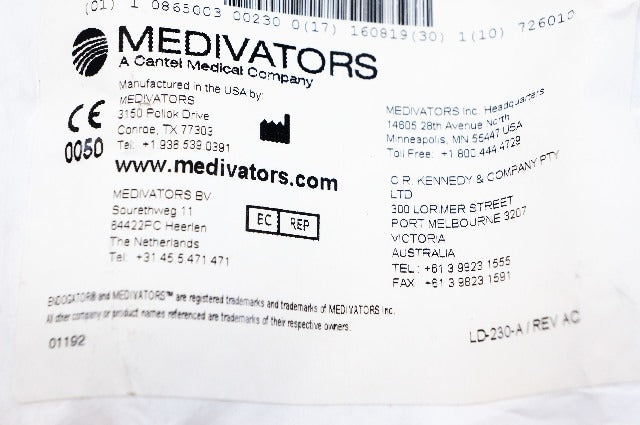 (01) 1 0865003 00230 0(17) 160819(30) 1(10) 726010
MEDIVATORS
A Cantel Medical Company
Manufactured in the USA by:
MEDIVATORS
3150 Pollok Drive
Conroe, TX 77303
Tel: +1.936.539.0391
www.medivators.com
CE
0050
MEDIVATORS BV
Sourethweg 11
84422PC Heerlen
The Netherlands
Tel: +31 45 5 471 471
EC REP
MEDIVATORS Inc. Headquarters
14605 28th Avenue North
Minneapolis, MN 55447 USA
Toll Free: +1 800.444.4729
C.R. KENNEDY & COMPANY PTY
LTD
300 LORIMER STREET
PORT MELBOURNE 3207
VICTORIA
AUSTRALIA
TEL: +61 3 9823 1555
FAX +61 3 9823 1591
ENDOGATOR® and MEDIVATORS™ are registered trademarks and trademarks of MEDIVATORS Inc.
All other company or product names referenced are trademarks of their respective owners.
01192
LD-230-A / REV AC